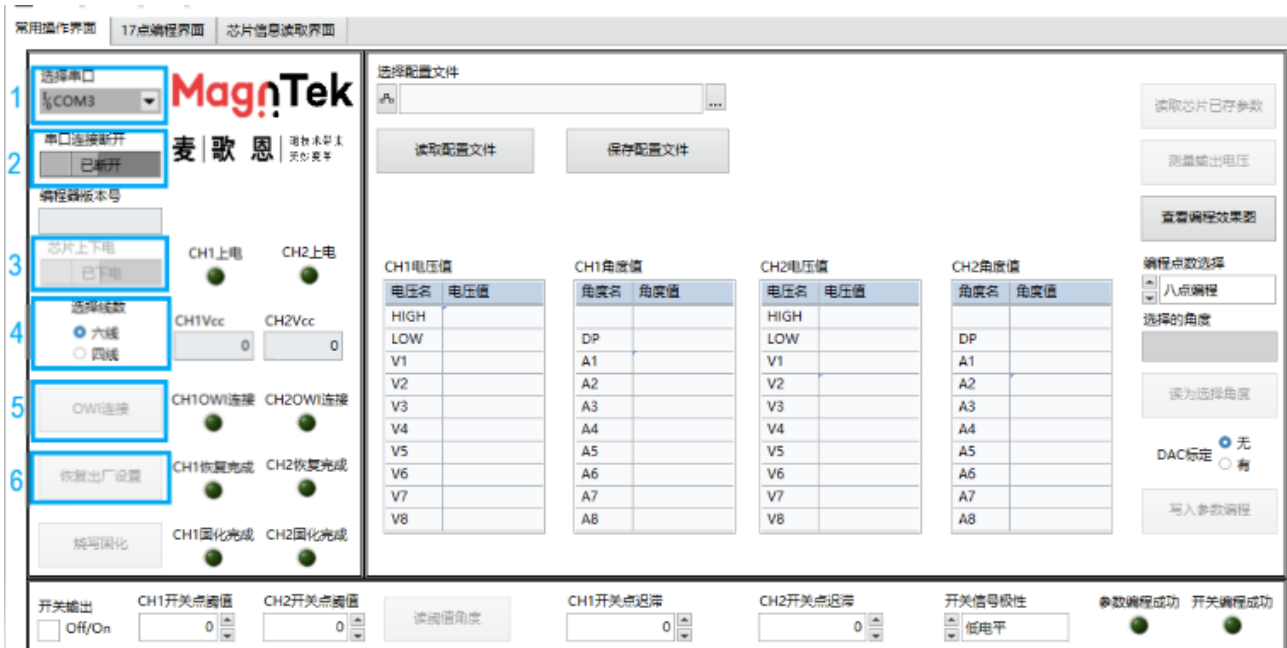 常用操作界面 17点编程界面 芯片信息读取界面
1
选择串口
COM3
MagnTek
麦|歌 恩
2
串口连接断开
已断开
编程器版本号
3
芯片上下电
已下电
CH1上电 CH2上电
4
选择线数
六线
四线
CH1Vcc CH2Vcc
0 0
5
OWI连接
CH1OWI连接 CH2OWI连接
6
恢复出厂设置
CH1恢复完成 CH2恢复完成
烧写固化
CH1固化完成 CH2固化完成
选择配置文件
...
读取配置文件 保存配置文件
CH1电压值
电压名 电压值
HIGH
LOW
V1
V2
V3
V4
V5
V6
V7
V8
CH1角度值
角度名 角度值
DP
A1
A2
A3
A4
A5
A6
A7
A8
CH2电压值
电压名 电压值
HIGH
LOW
V1
V2
V3
V4
V5
V6
V7
V8
CH2角度值
角度名 角度值
DP
A1
A2
A3
A4
A5
A6
A7
A8
读取芯片已存参数
测量输出电压
查看编程效果图
编程点数选择
八点编程
选择的角度
读为选择角度
DAC标定 无
有
写入参数编程
开关输出
Off/On
CH1开关点阈值
0
CH2开关点阈值
0
读阈值角度
CH1开关点迟滞
0
CH2开关点迟滞
0
开关信号极性
低电平
参数编程成功 开关编程成功